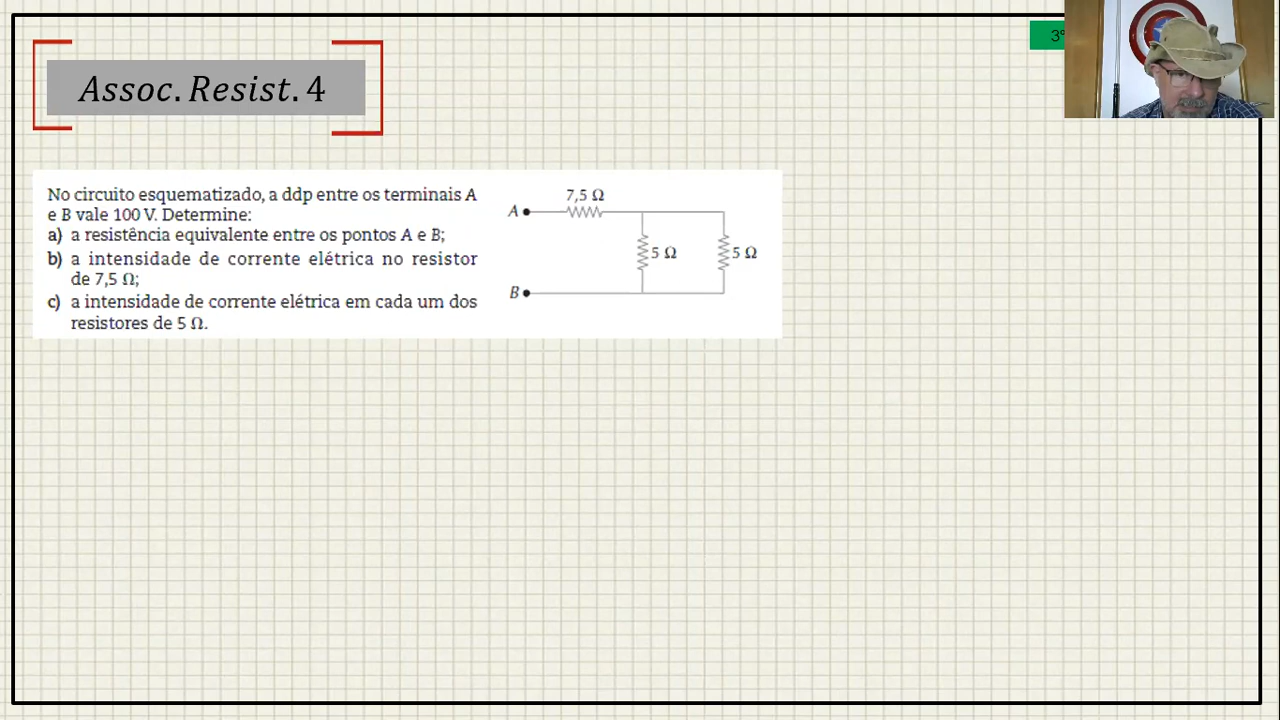 Assoc. Resist. 4
3º
No circuito esquematizado, a ddp entre os terminais A
e B vale 100 V. Determine:
a) a resistência equivalente entre os pontos A e B;
b) a intensidade de corrente elétrica no resistor
de 7,5 Ω;
c) a intensidade de corrente elétrica em cada um dos
resistores de 5 Ω.
7,5 Ω
A
5 Ω
5 Ω
B